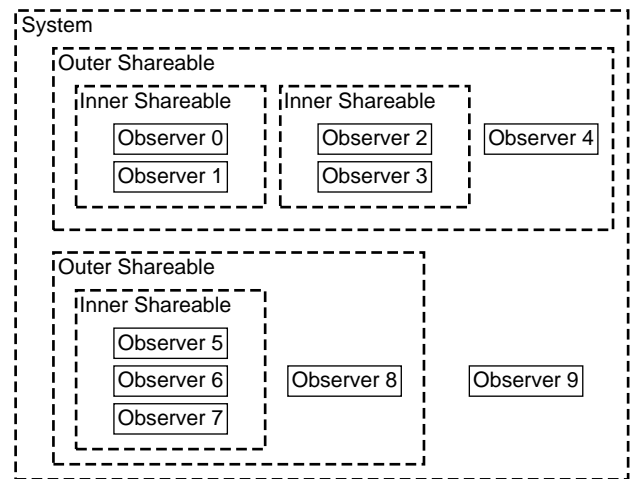 System
Outer Shareable
Inner Shareable
Observer 0
Observer 1
Inner Shareable
Observer 2
Observer 3
Observer 4
Outer Shareable
Inner Shareable
Observer 5
Observer 6
Observer 7
Observer 8
Observer 9